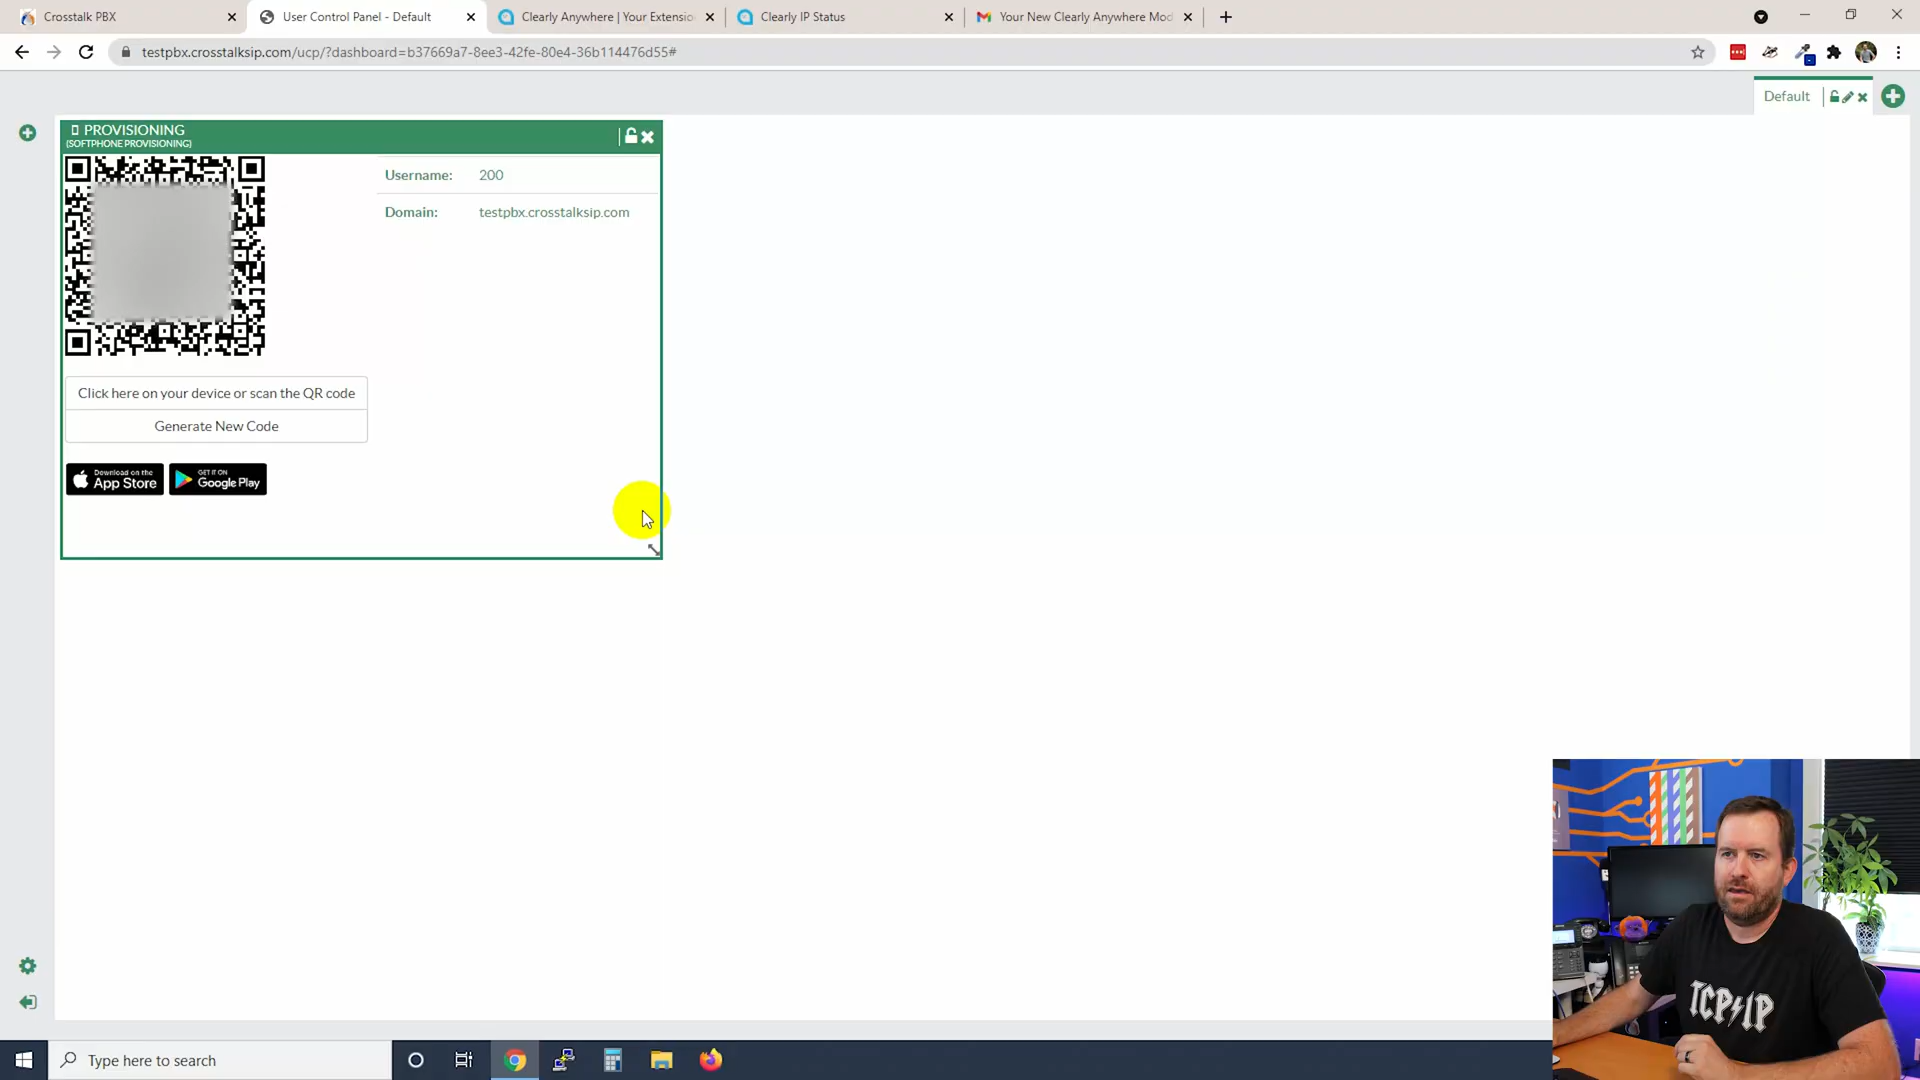 Crosstalk PBX
User Control Panel - Default
Clearly Anywhere | Your Extensio
Clearly IP Status
Your New Clearly Anywhere Mod
testpbx.crosstalksip.com/ucp/?dashboard=b37669a7-8ee3-42fe-80e4-36b114476d55#
Default
PROVISIONING
(SOFTPHONE PROVISIONING)
Username: 200
Domain: testpbx.crosstalksip.com
Click here on your device or scan the QR code
Generate New Code
Download on the
App Store
GET IT ON
Google Play
TCP/IP
Type here to search